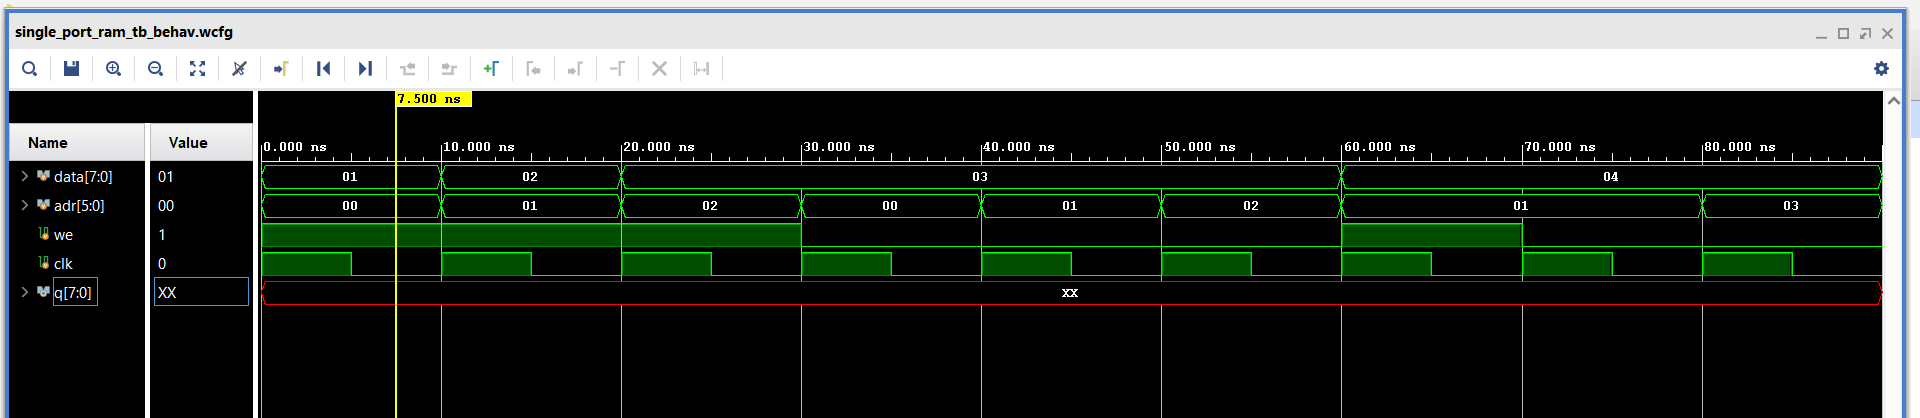 single_port_ram_tb_behav.wcfg
7.500 ns
Name Value
0.000 ns 10.000 ns 20.000 ns 30.000 ns 40.000 ns 50.000 ns 60.000 ns 70.000 ns 80.000 ns
data[7:0] 01 01 02 03 04
adr[5:0] 00 00 01 02 00 01 02 01 03
we 1
clk 0
q[7:0] XX XX